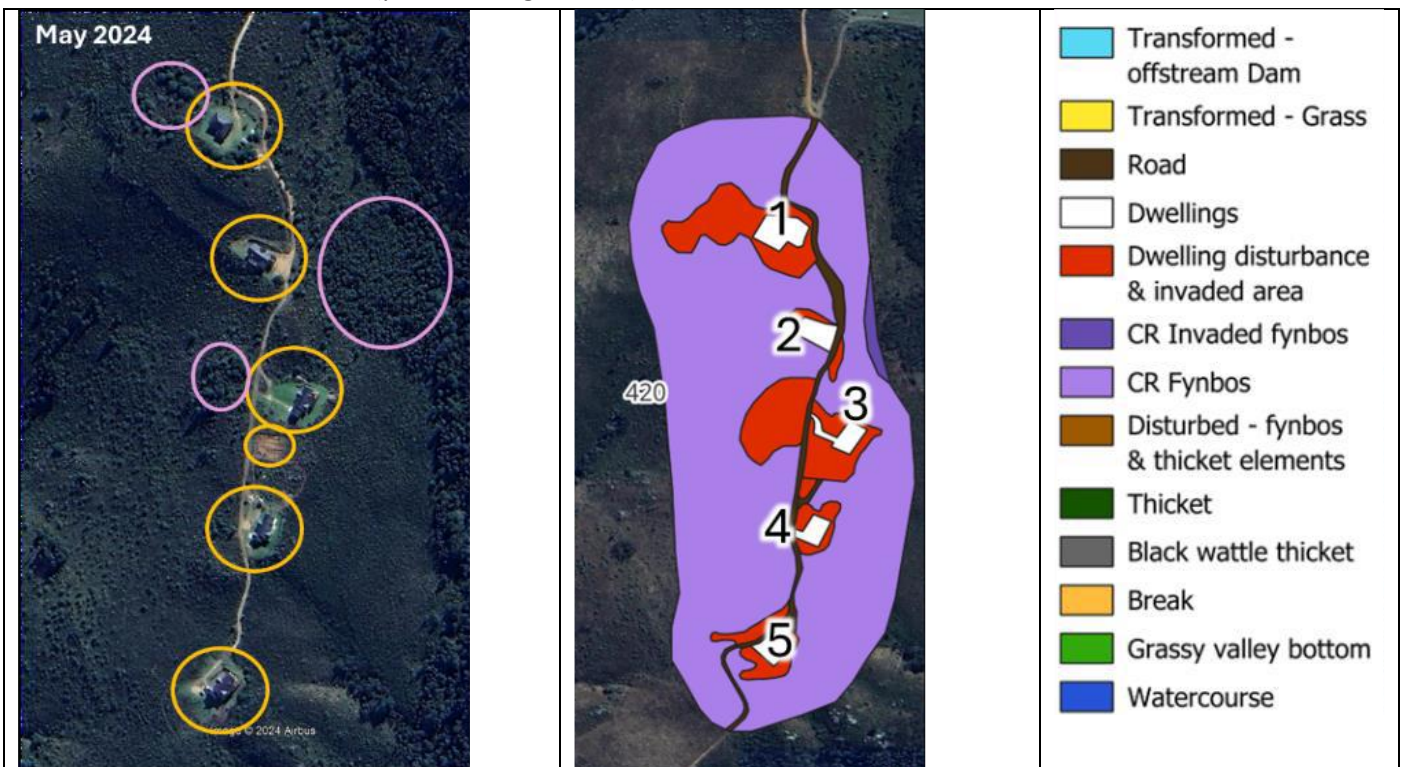 May 2024
Image © 2024 Airbus
1
2
3
420
4
5
Transformed -
offstream Dam
Transformed - Grass
Road
Dwellings
Dwelling disturbance
& invaded area
CR Invaded fynbos
CR Fynbos
Disturbed - fynbos
& thicket elements
Thicket
Black wattle thicket
Break
Grassy valley bottom
Watercourse